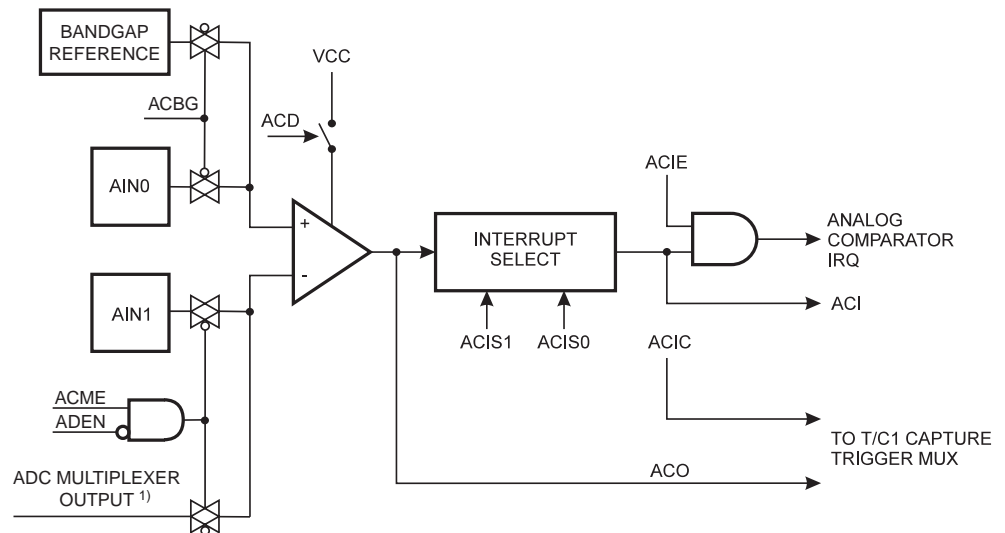 BANDGAP
REFERENCE
VCC
ACBG
ACD
AIN0
ACIE
+
INTERRUPT
SELECT
ANALOG
COMPARATOR
IRQ
-
AIN1
ACI
ACIS1
ACIS0
ACIC
ACME
ADEN
TO T/C1 CAPTURE
TRIGGER MUX
ADC MULTIPLEXER
OUTPUT 1)
ACO